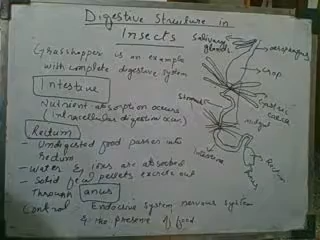 Digestive Structure in
Insects
Grasshopper is an example
with complete digestive system
Intestine
Nutrient absorption occurs
(intracellular digestion occurs)
Rectum
- Undigested food passes into
rectum
- Water & ions are absorbed
- Solid fecal pellets excrete out
Through anus
Control Endocrine system nervous system
& the presence of food
Salivary
glands
oesophagus
Crop
Stomach
Gastric
caeca
midgut
Intestine
Rectum
Anus